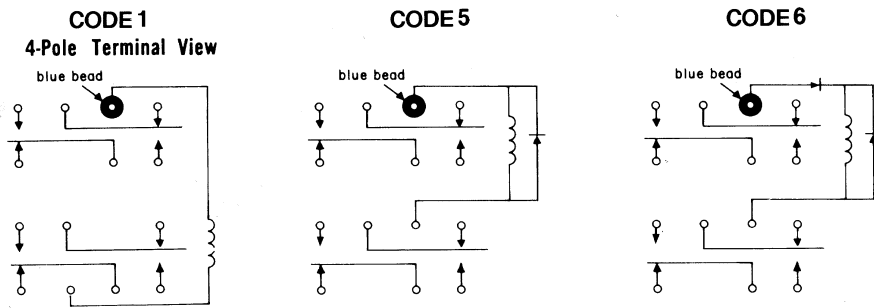 CODE 1
4-Pole Terminal View
blue bead
CODE 5
blue bead
CODE 6
blue bead